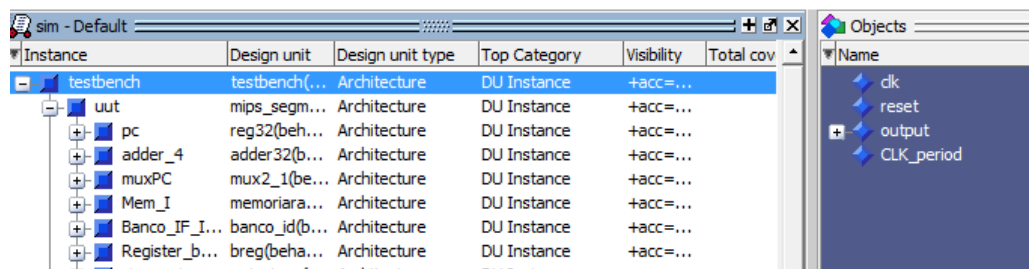 sim - Default
Instance Design unit Design unit type Top Category Visibility Total cov
testbench testbench(... Architecture DU Instance +acc=...
uut mips_segm... Architecture DU Instance +acc=...
pc reg32(beh... Architecture DU Instance +acc=...
adder_4 adder32(b... Architecture DU Instance +acc=...
muxPC mux2_1(be... Architecture DU Instance +acc=...
Mem_I memoriara... Architecture DU Instance +acc=...
Banco_IF_I... banco_id(b... Architecture DU Instance +acc=...
Register_b... breg(beha... Architecture DU Instance +acc=...
Objects
Name
clk
reset
output
CLK_period